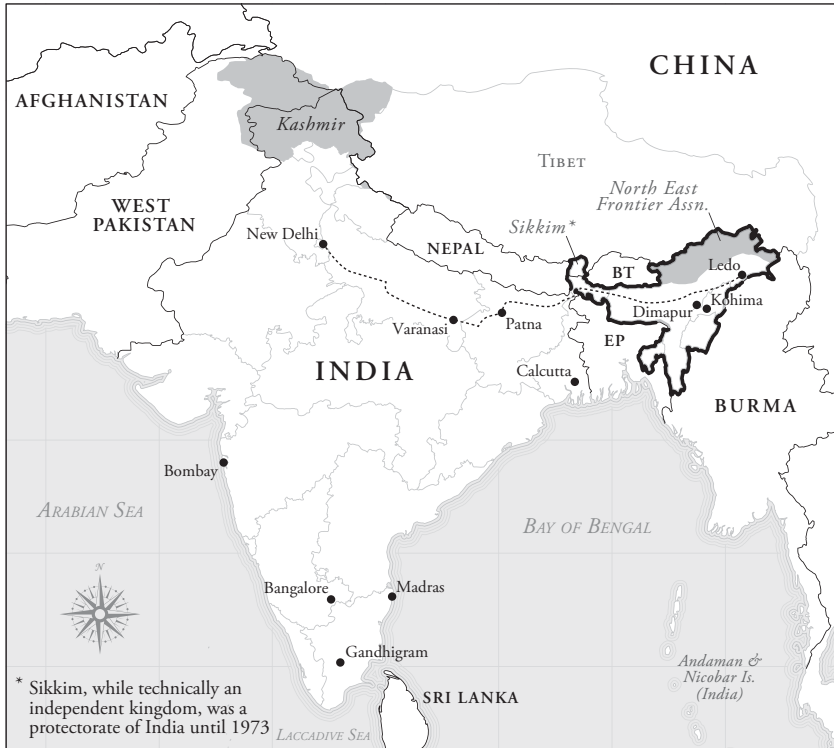 CHINA
AFGHANISTAN
Kashmir
TIBET
North East
Frontier Assn.
WEST
PAKISTAN
Sikkim*
New Delhi
NEPAL
BT
Ledo
Dimapur
Kohima
Varanasi
Patna
EP
INDIA
Calcutta
BURMA
Bombay
ARABIAN SEA
BAY OF BENGAL
N
Bangalore
Madras
Gandhigram
Andaman &
Nicobar Is.
(India)
* Sikkim, while technically an
independent kingdom, was a
protectorate of India until 1973
SRI LANKA
LACCADIVE SEA